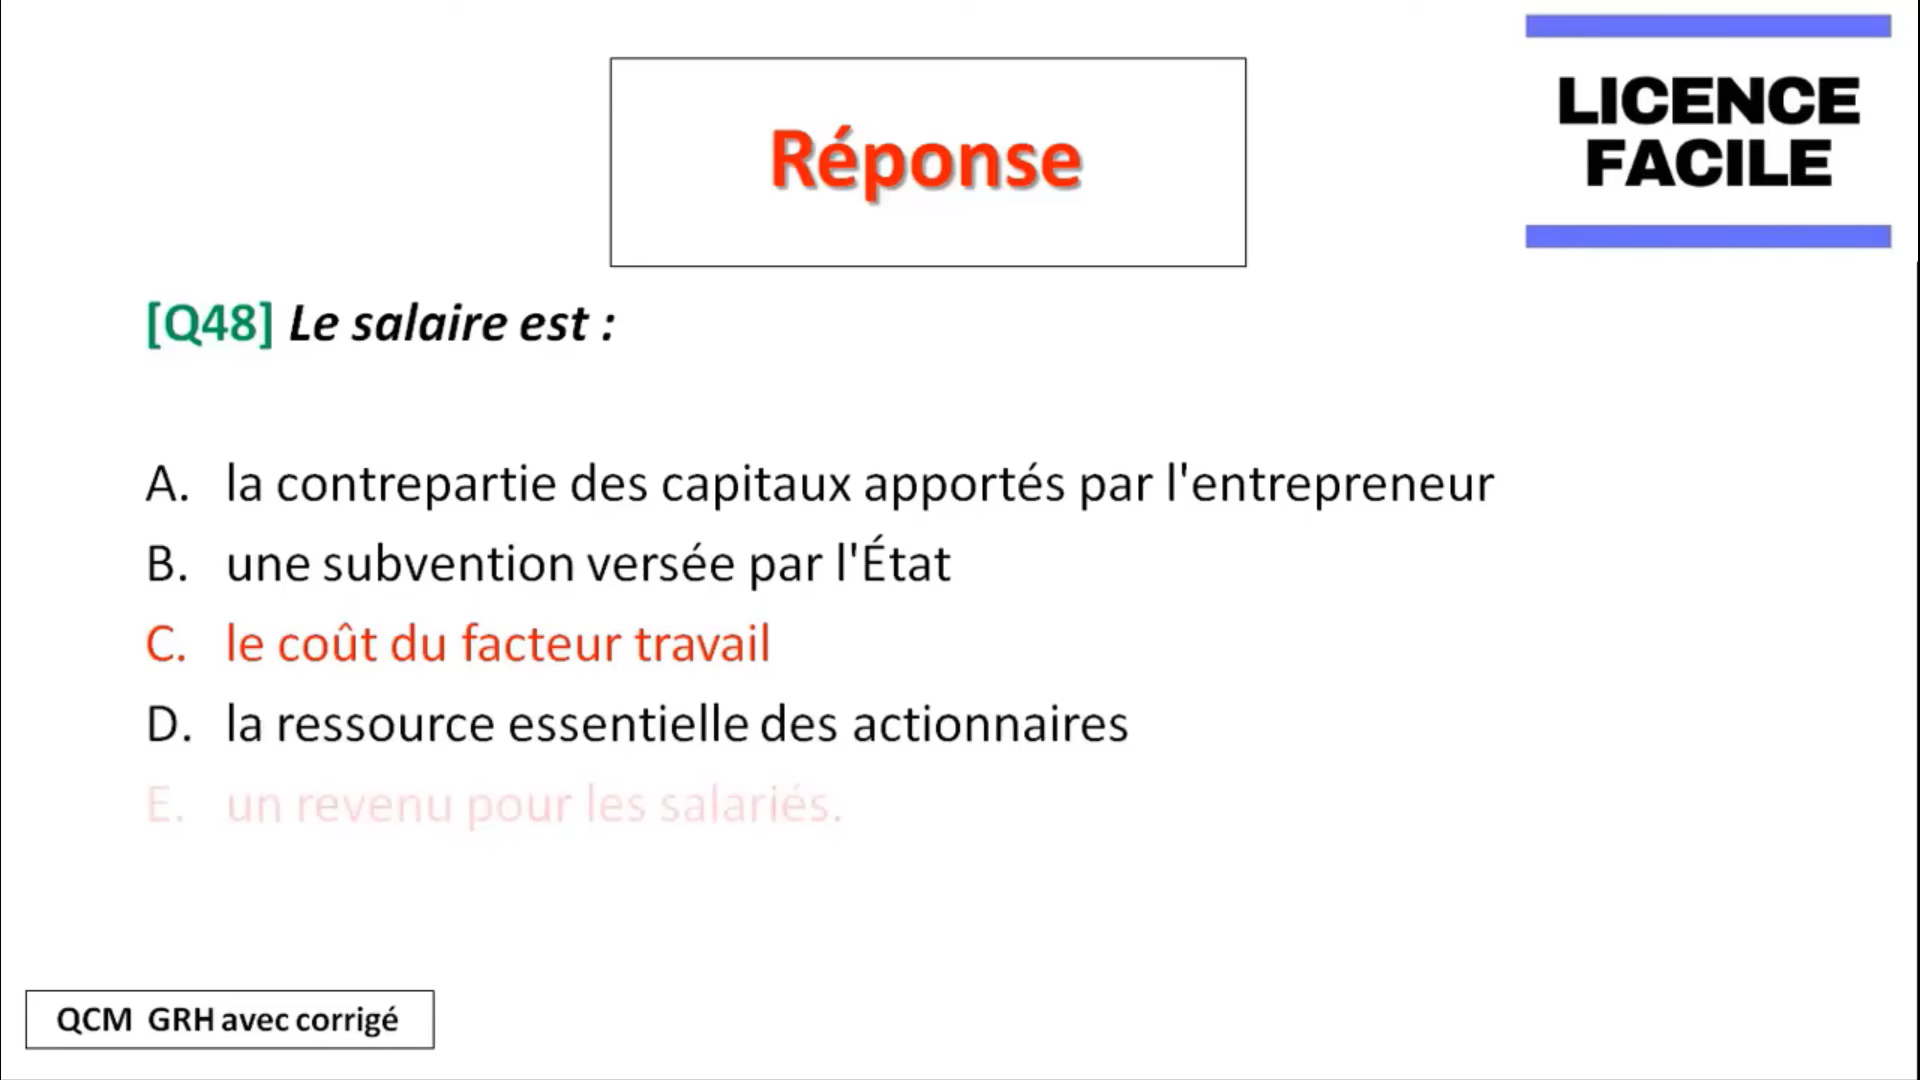 LICENCE
FACILE
Réponse
[Q48] Le salaire est :
A. la contrepartie des capitaux apportés par l'entrepreneur
B. une subvention versée par l'État
C. le coût du facteur travail
D. la ressource essentielle des actionnaires
E. un revenu pour les salariés.
QCM GRH avec corrigé